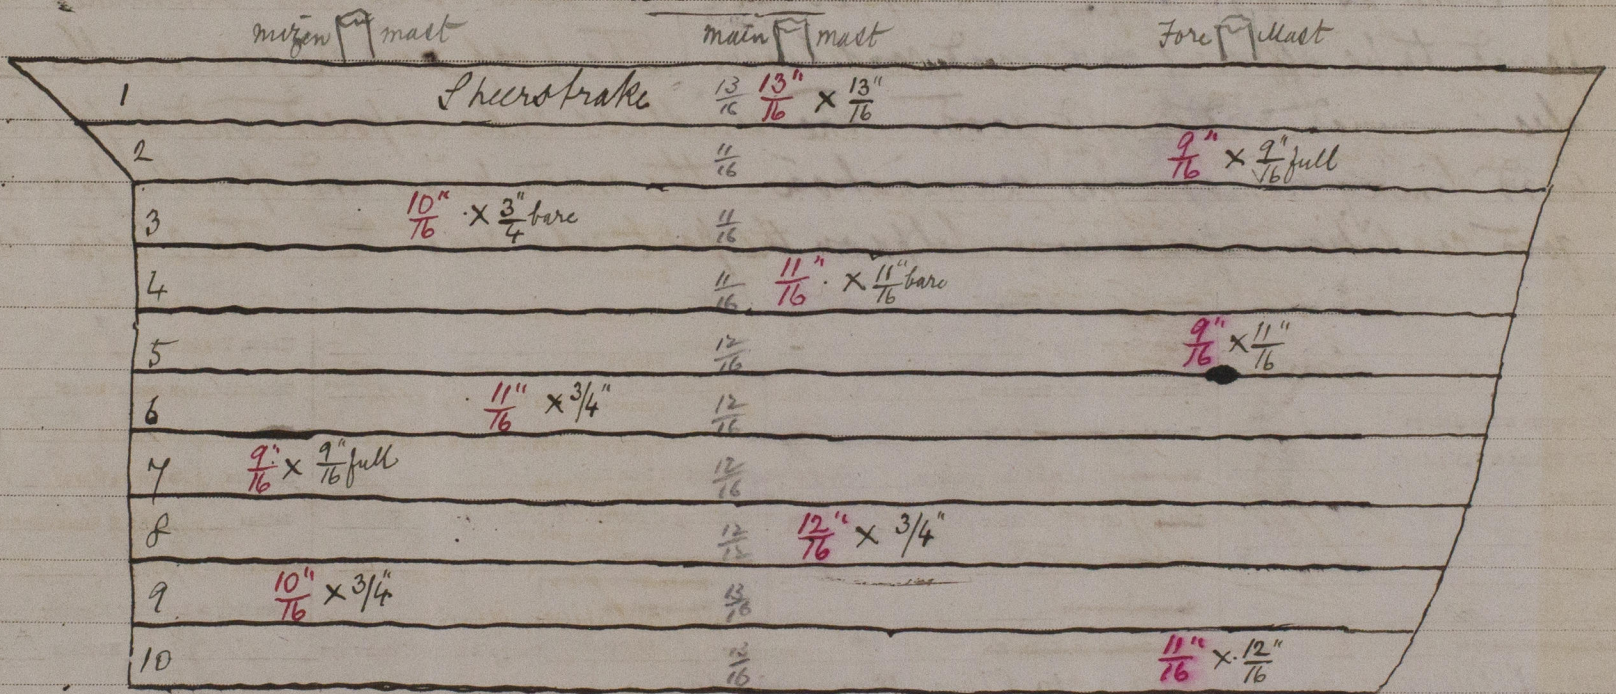 mizen mast main mast Fore Mast
1 Sheerstrake 13/16 13"/16 × 13"/16
2 11/16 9"/16 × 9"/16 full
3 10"/16 × 3"/4 bare 11/16
4 11/16 11"/16 × 11"/16 bare
5 12/16 9"/16 × 11"/16
6 11"/16 × 3/4" 12/16
7 9"/16 × 9"/16 full 12/16
8 12/12 12"/16 × 3/4"
9 10"/16 × 3/4" 13/16
10 12/16 11"/16 × 12"/16